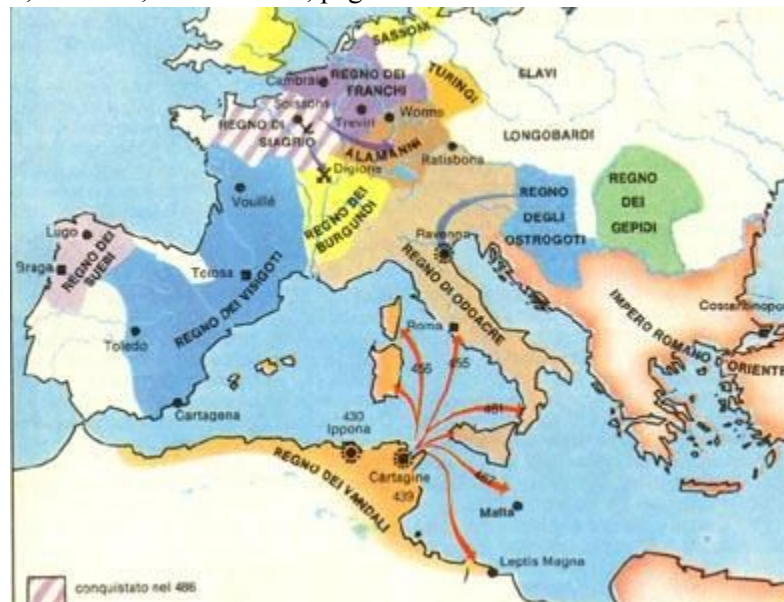 SASSONI
REGNO DEI
FRANCHI
Cambrai
TURINGI
SLAVI
Soissons
Treviri
Worms
REGNO DI
SIAGRIO
ALAMANNI
LONGOBARDI
Ratisbona
Digione
Vouillé
REGNO DEI
BURGUNDI
REGNO
DEGLI
OSTROGOTI
REGNO
DEI
GEPIDI
Ravenna
Lugo
Braga
REGNO DEI
SUEBI
Tolosa
REGNO DEI VISIGOTI
REGNO DI ODOACRE
Roma
IMPERO ROMANO D'ORIENTE
Costantinopoli
Toledo
455
Cartagena
430
Ippona
REGNO DEI VANDALI
Cartagine
439
Malta
Leptis Magna
conquistato nel 486